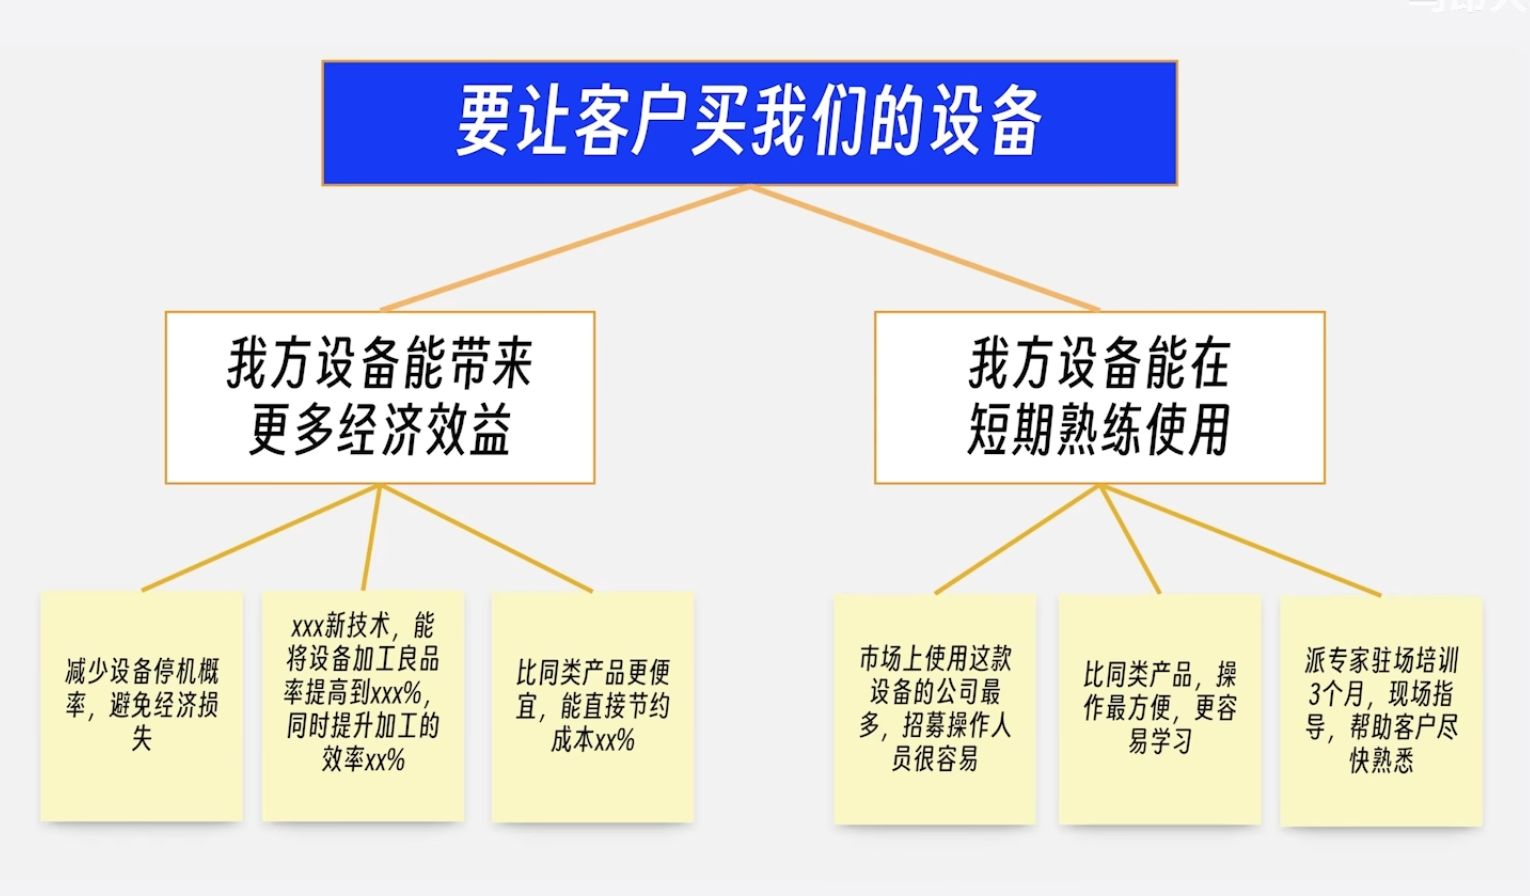 要让客户买我们的设备
我方设备能带来
更多经济效益
我方设备能在
短期熟练使用
减少设备停机概
率，避免经济损
失
xxx新技术，能
将设备加工良品
率提高到xxx%，
同时提升加工的
效率xx%
比同类产品更便
宜，能直接节约
成本xx%
市场上使用这款
设备的公司最
多，招募操作人
员很容易
比同类产品，操
作最方便，更容
易学习
派专家驻场培训
3个月，现场指
导，帮助客户尽
快熟悉